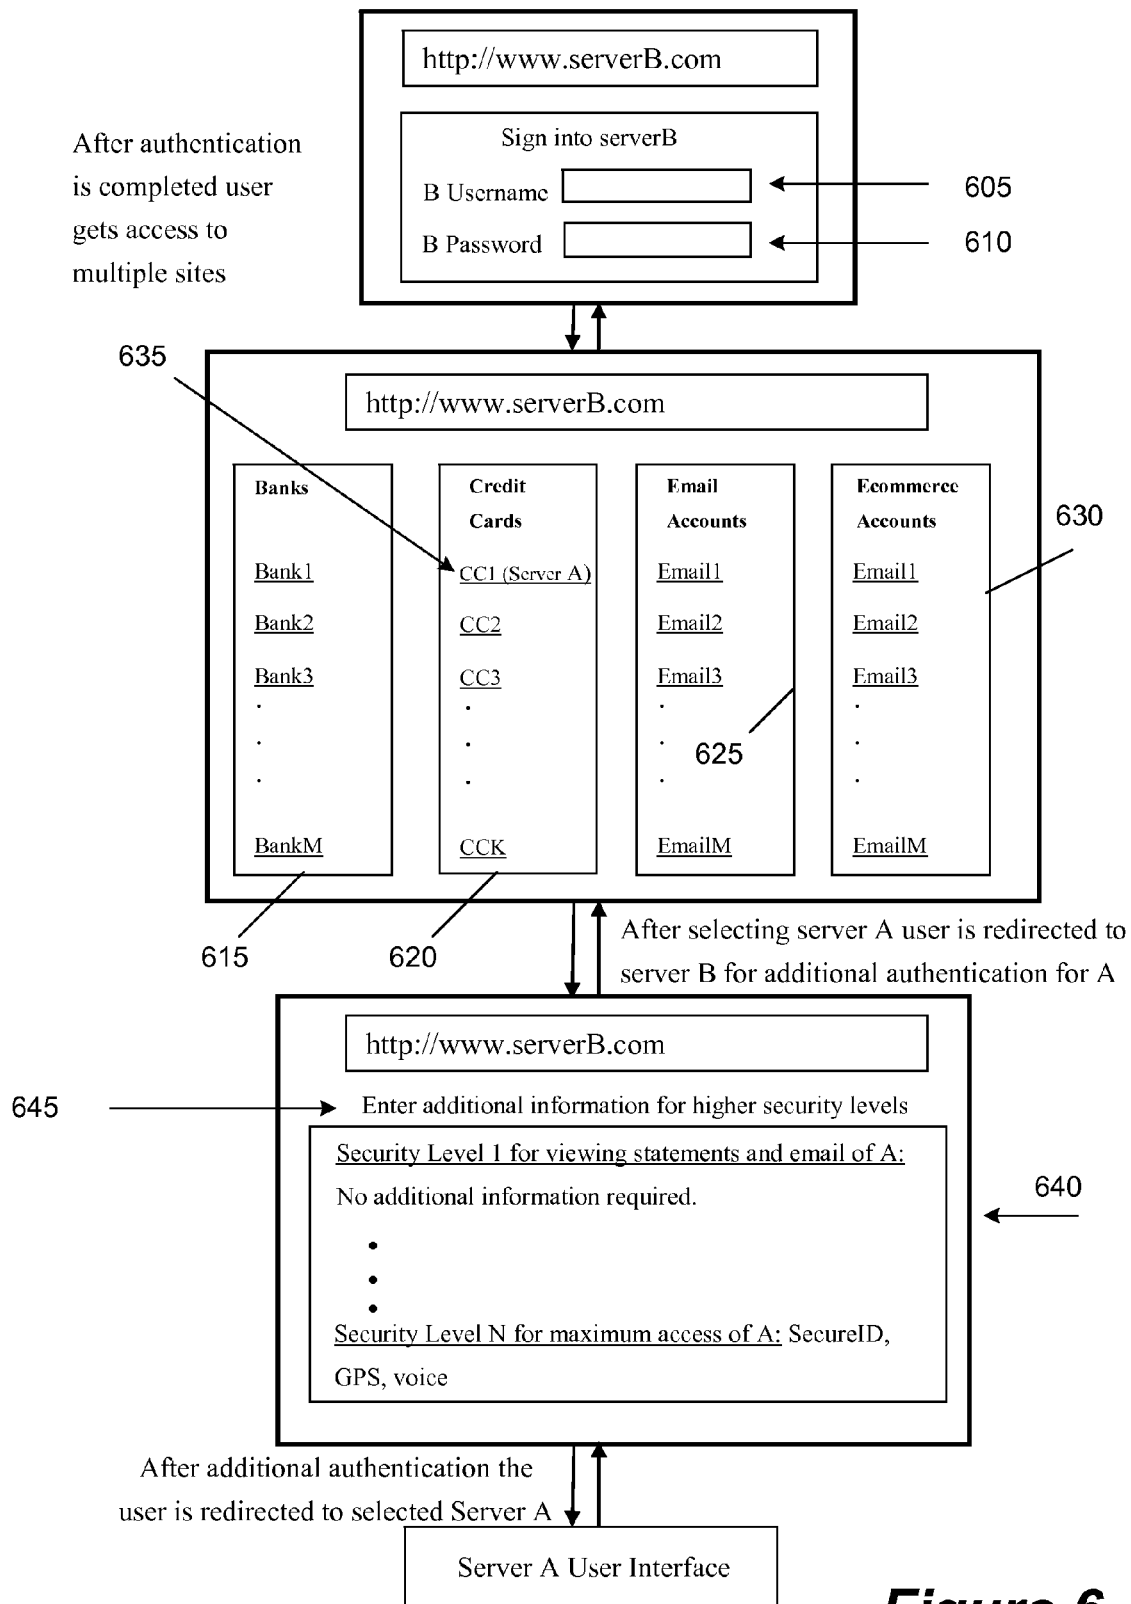 http://www.serverB.com
Sign into serverB
B Username
605
B Password
610
After authentication
is completed user
gets access to
multiple sites
635
http://www.serverB.com
Banks
Bank1
Bank2
Bank3
.
.
.
BankM
615
Credit
Cards
CC1 (Server A)
CC2
CC3
.
.
.
CCK
620
Email
Accounts
Email1
Email2
Email3
.
.
.
EmailM
625
Ecommerce
Accounts
Email1
Email2
Email3
.
.
.
EmailM
630
After selecting server A user is redirected to
server B for additional authentication for A
http://www.serverB.com
645
Enter additional information for higher security levels
Security Level 1 for viewing statements and email of A:
No additional information required.
•
•
•
Security Level N for maximum access of A: SecureID,
GPS, voice
640
After additional authentication the
user is redirected to selected Server A
Server A User Interface
Figure 6